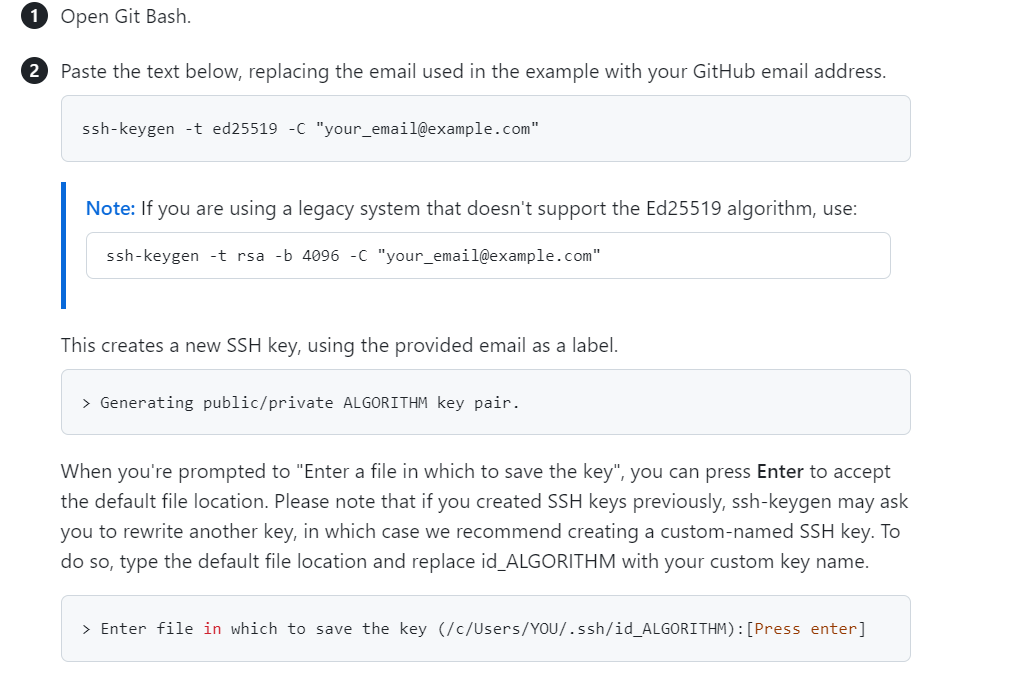 1 Open Git Bash.
2 Paste the text below, replacing the email used in the example with your GitHub email address.
ssh-keygen -t ed25519 -C "your_email@example.com"
Note: If you are using a legacy system that doesn't support the Ed25519 algorithm, use:
ssh-keygen -t rsa -b 4096 -C "your_email@example.com"
This creates a new SSH key, using the provided email as a label.
> Generating public/private ALGORITHM key pair.
When you're prompted to "Enter a file in which to save the key", you can press Enter to accept
the default file location. Please note that if you created SSH keys previously, ssh-keygen may ask
you to rewrite another key, in which case we recommend creating a custom-named SSH key. To
do so, type the default file location and replace id_ALGORITHM with your custom key name.
> Enter file in which to save the key (/c/Users/YOU/.ssh/id_ALGORITHM):[Press enter]